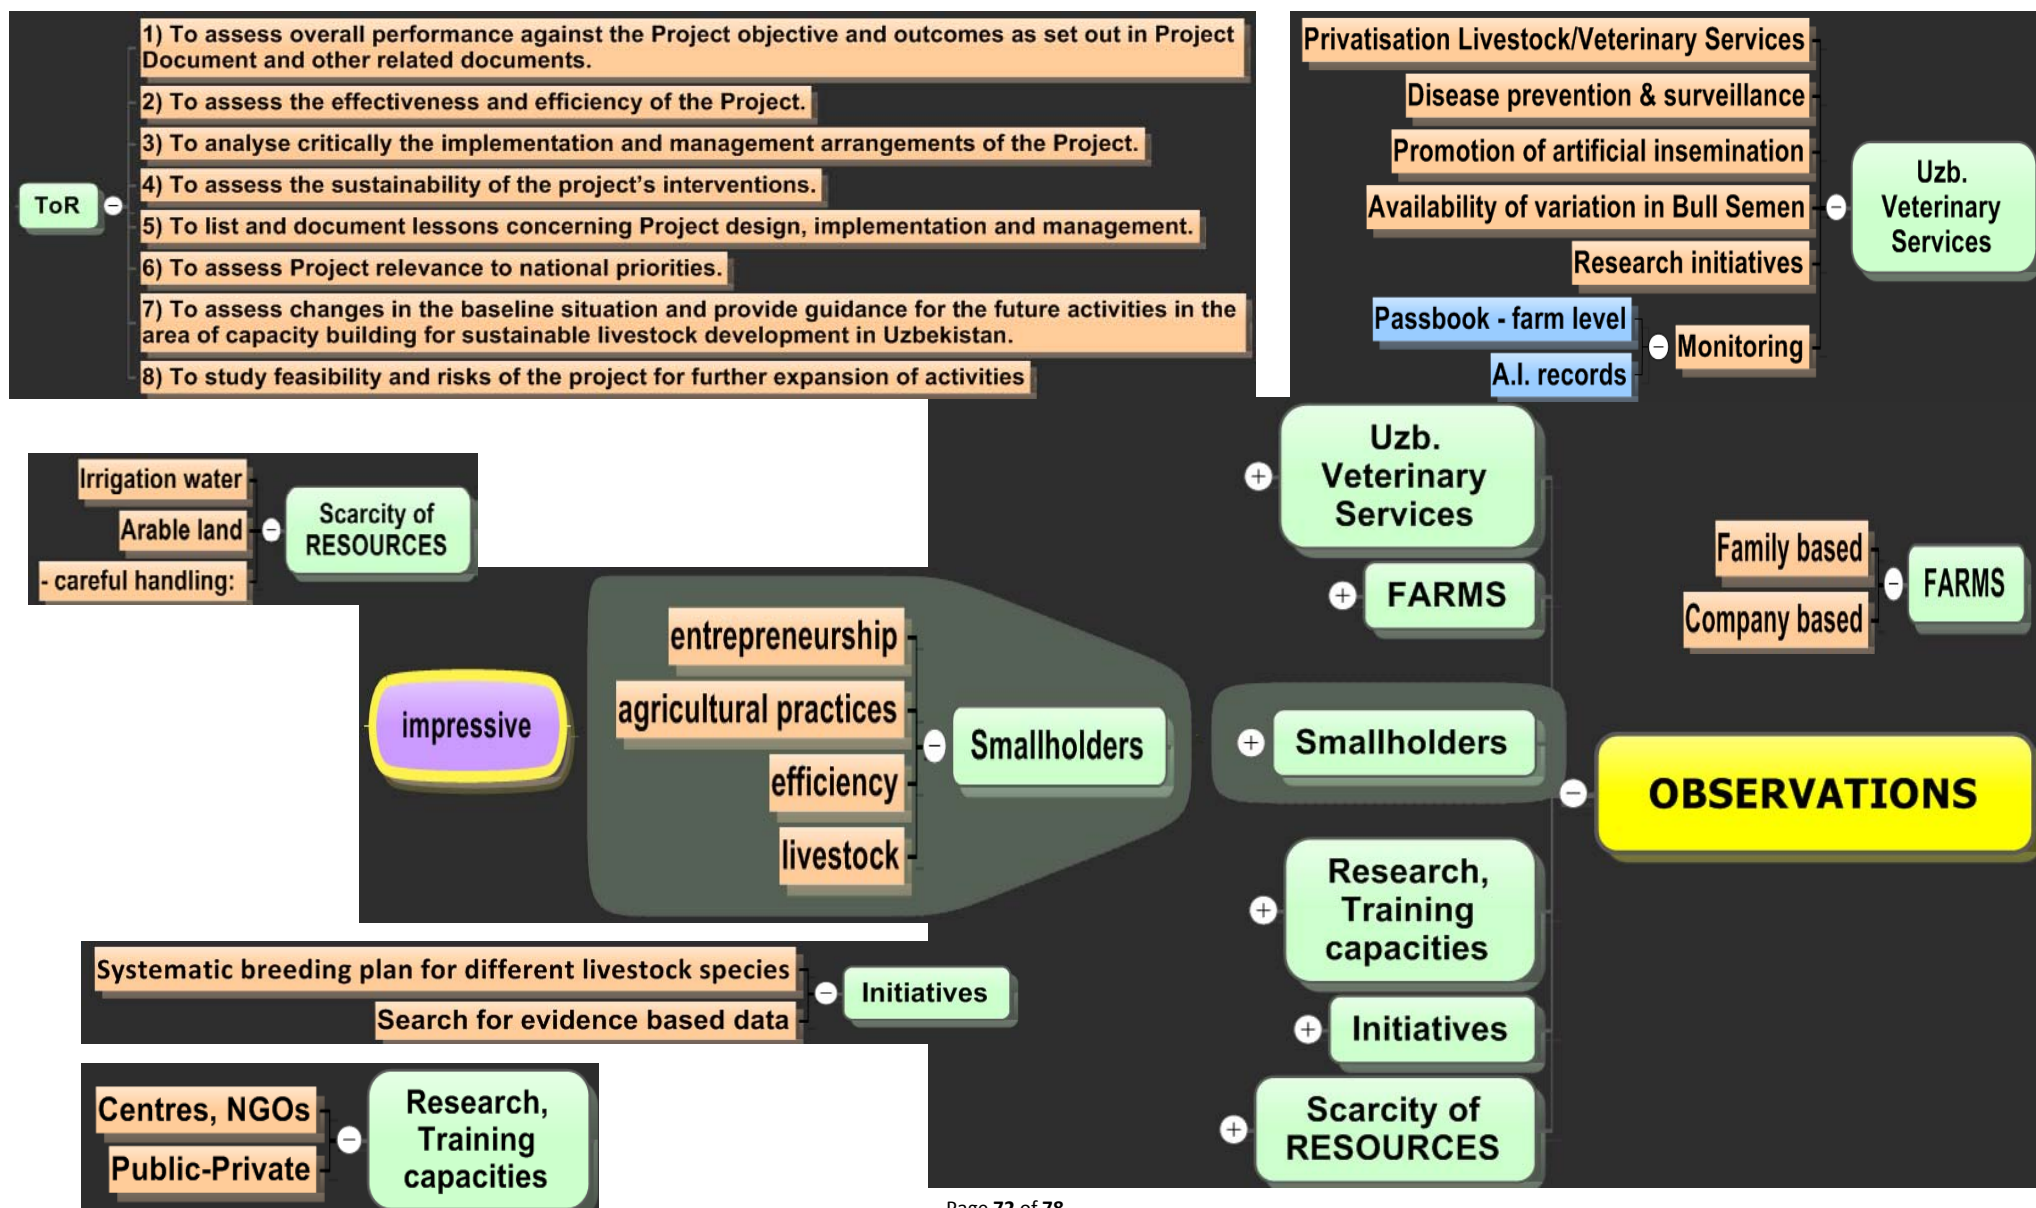 ToR
1) To assess overall performance against the Project objective and outcomes as set out in Project
Document and other related documents.
2) To assess the effectiveness and efficiency of the Project.
3) To analyse critically the implementation and management arrangements of the Project.
4) To assess the sustainability of the project's interventions.
5) To list and document lessons concerning Project design, implementation and management.
6) To assess Project relevance to national priorities.
7) To assess changes in the baseline situation and provide guidance for the future activities in the
area of capacity building for sustainable livestock development in Uzbekistan.
8) To study feasibility and risks of the project for further expansion of activities
Privatisation Livestock/Veterinary Services
Disease prevention & surveillance
Promotion of artificial insemination
Availability of variation in Bull Semen
Research initiatives
Passbook - farm level
A.I. records
Monitoring
Uzb.
Veterinary
Services
Irrigation water
Arable land
- careful handling:
Scarcity of
RESOURCES
impressive
entrepreneurship
agricultural practices
efficiency
livestock
Smallholders
Uzb.
Veterinary
Services
FARMS
Smallholders
Research,
Training
capacities
Initiatives
Scarcity of
RESOURCES
Family based
Company based
FARMS
OBSERVATIONS
Systematic breeding plan for different livestock species
Search for evidence based data
Initiatives
Centres, NGOs
Public-Private
Research,
Training
capacities
Page 72 of 78